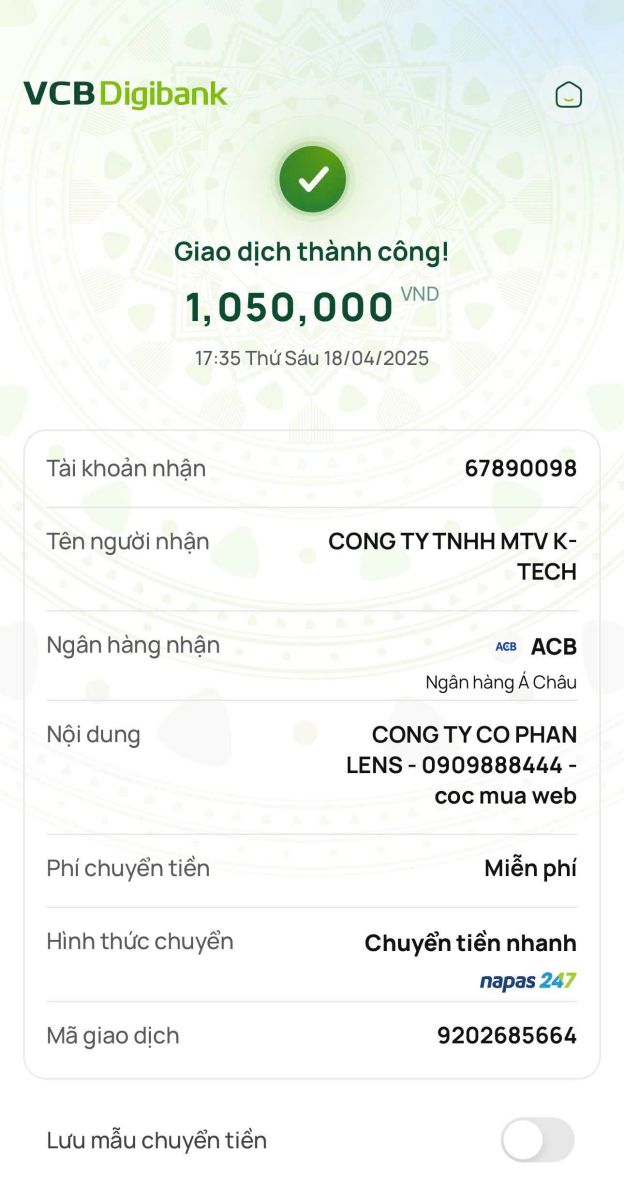 VCB Digibank
Giao dịch thành công!
1,050,000 VND
17:35 Thứ Sáu 18/04/2025
Tài khoản nhận 67890098
Tên người nhận CONG TY TNHH MTV K-
TECH
Ngân hàng nhận ACB ACB
Ngân hàng Á Châu
Nội dung CONG TY CO PHAN
LENS - 0909888444 -
coc mua web
Phí chuyển tiền Miễn phí
Hình thức chuyển Chuyển tiền nhanh
napas 247
Mã giao dịch 9202685664
Lưu mẫu chuyển tiền